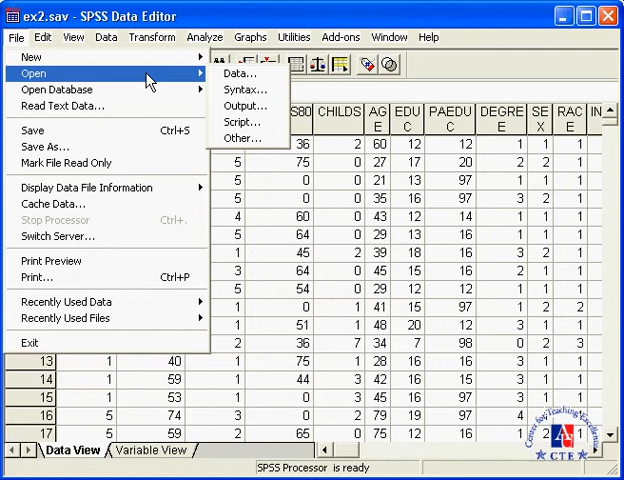 ex2.sav - SPSS Data Editor
File Edit View Data Transform Analyze Graphs Utilities Add-ons Window Help
New
Open
Open Database
Read Text Data...
Save Ctrl+S
Save As...
Mark File Read Only
Display Data File Information
Cache Data...
Stop Processor Ctrl+.
Switch Server...
Print Preview
Print... Ctrl+P
Recently Used Data
Recently Used Files
Exit
Data...
Syntax...
Output...
Script...
Other...
S80 CHILDS AGE EDUC PAEDUC DEGREE SEX RACE IN
36 2 60 12 12 1 1 1
5 75 0 27 17 20 2 2 1
5 0 21 13 97 1 1 1
5 0 35 16 97 3 2 1
4 60 0 43 12 14 1 1 1
5 64 0 29 13 16 1 1 1
1 45 2 39 18 16 3 1 1
3 64 0 45 15 16 2 1 1
5 54 0 29 12 12 1 1 1
1 0 1 41 15 97 1 2 2
1 51 1 48 20 12 3 1 1
2 36 7 34 7 98 0 2 3
13 1 40 1 75 1 28 16 16 3 1 1
14 1 59 1 44 3 42 16 15 3 1 1
15 1 53 1 0 0 43 12 97 1 1 1
16 5 74 3 0 2 79 19 97 4
17 5 59 2 65 0 75 12 16 1 2 1
Center for Teaching Excellence
CTE
Data View Variable View
SPSS Processor is ready